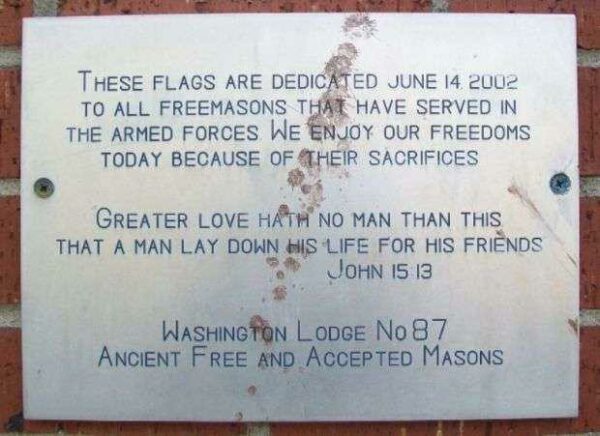 These flags are dedicated June 14 2002
to all Freemasons that have served in
the armed forces. We enjoy our freedoms
today because of their sacrifices
Greater love hath no man than this
that a man lay down his life for his friends
John 15:13
Washington Lodge No 87
Ancient Free and Accepted Masons